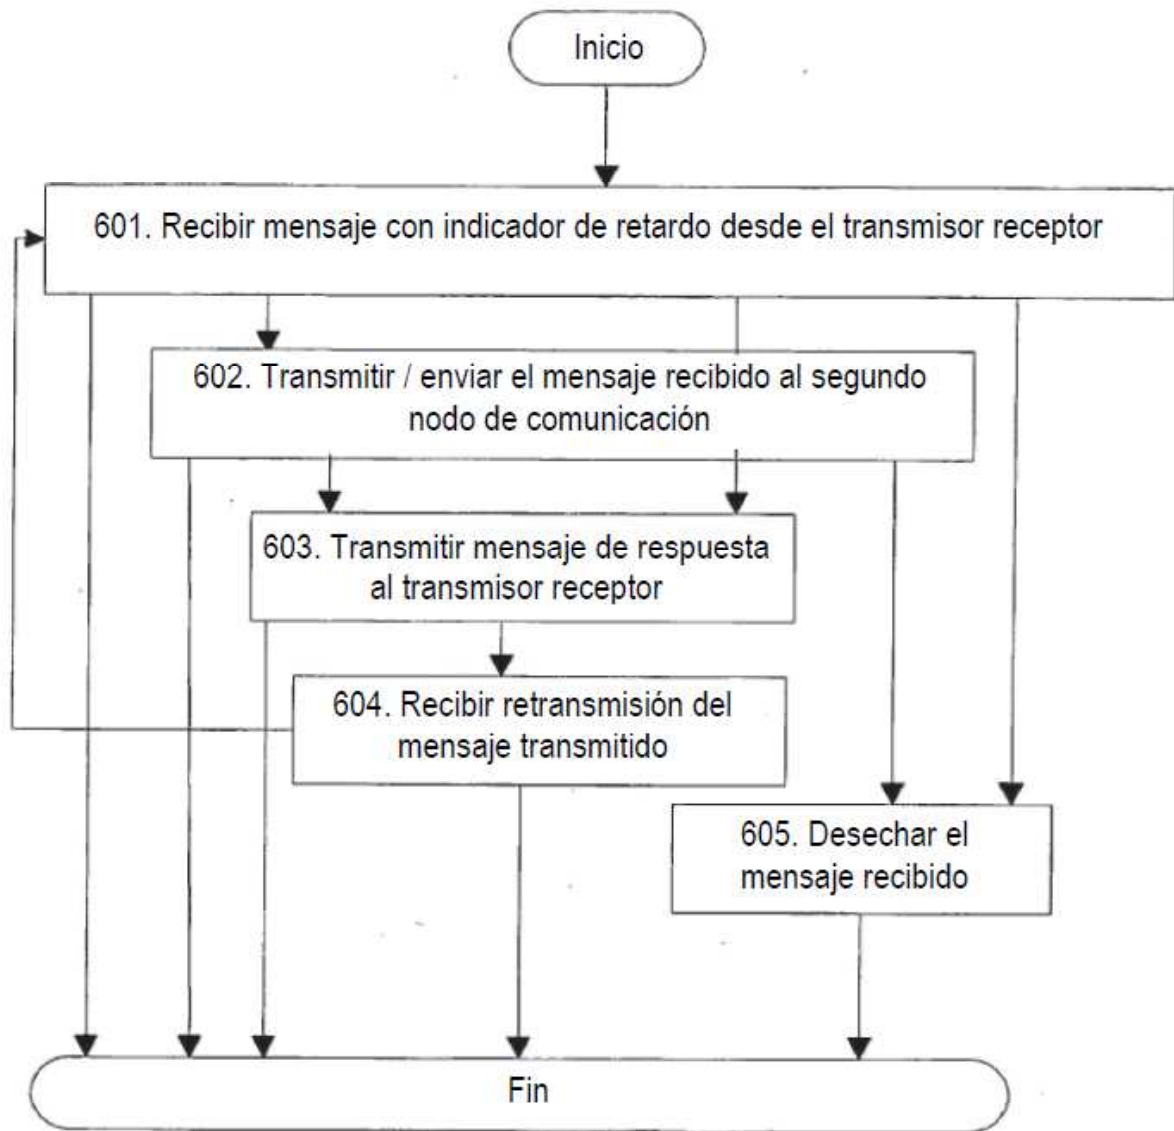 Inicio
601. Recibir mensaje con indicador de retardo desde el transmisor receptor
602. Transmitir / enviar el mensaje recibido al segundo
nodo de comunicación
603. Transmitir mensaje de respuesta
al transmisor receptor
604. Recibir retransmisión del
mensaje transmitido
605. Desechar el
mensaje recibido
Fin